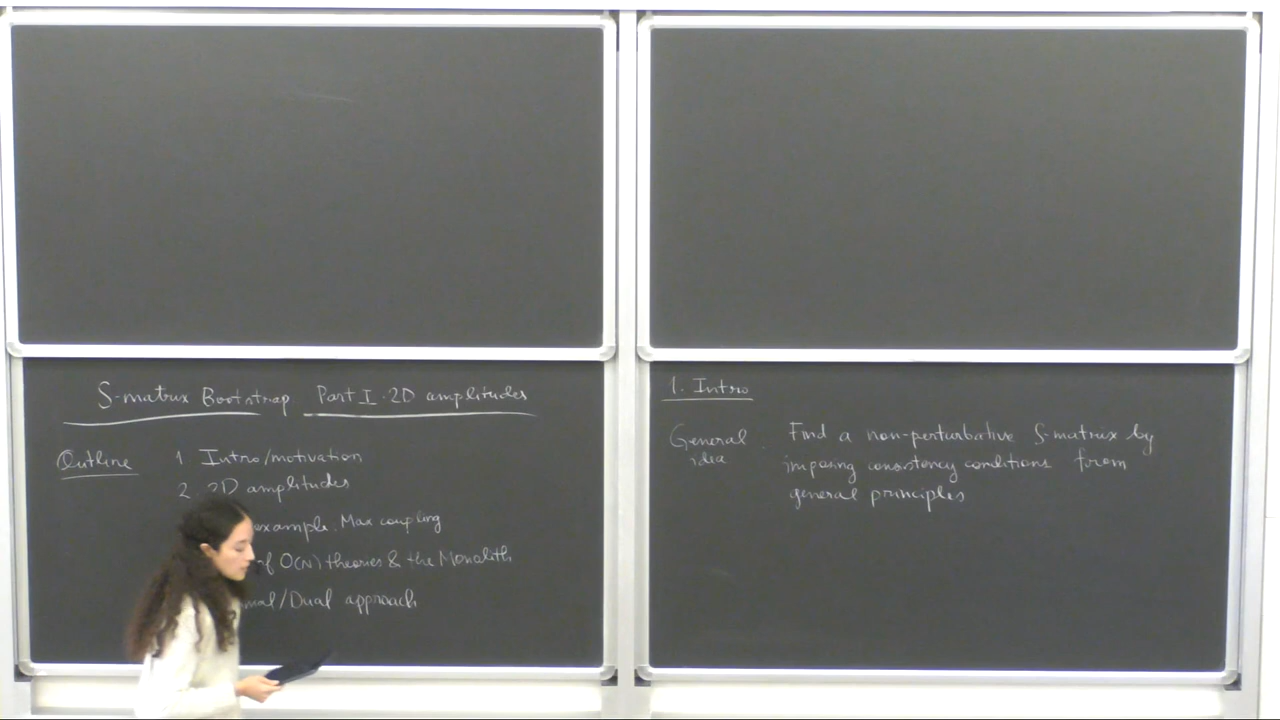 S-matrix Bootstrap Part I. 2D amplitudes
Outline 1 Intro/motivation
2 2D amplitudes
example: Max coupling
of O(N) theories & the Monolith
/Dual approach
1. Intro
General idea: Find a non-perturbative S-matrix by
imposing consistency conditions from
general principles